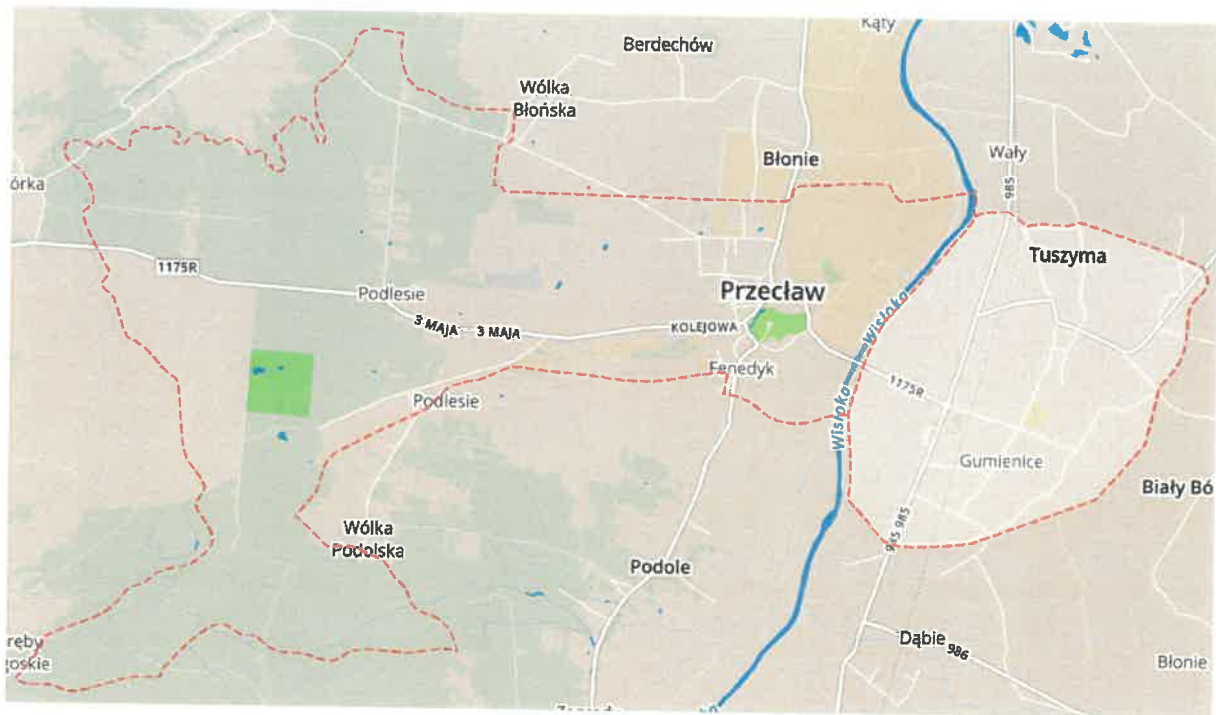 Kąty
Berdechów
Wólka
Błońska
Błonie
Wały
985
órka
Tuszyma
1175R
Podlesie
Przecław
3 MAJA
3 MAJA
KOLEJOWA
Wisłoka
Wisłoka
Fenedyk
1175R
Podlesie
Gumienice
Biały Bó
Wólka
Podolska
985
985
Podole
ręby
goskie
Dąbie
986
Błonie